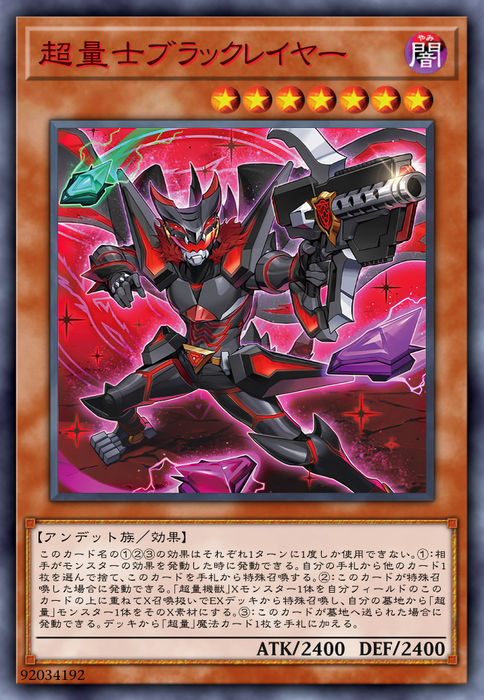 超量士ブラックレイヤー
やみ
闇
【アンデット族／効果】
このカード名の①②③の効果はそれぞれ1ターンに1度しか使用できない。①:相
手がモンスターの効果を発動した時に発動できる。自分の手札から他のカード1
枚を選んで捨て、このカードを手札から特殊召喚する。②:このカードが特殊召
喚した場合に発動できる。「超量機獣」Xモンスター1体を自分フィールドのこの
カードの上に重ねてX召喚扱いでEXデッキから特殊召喚し、自分の墓地から「超
量」モンスター1体をそのX素材にする。③:このカードが墓地へ送られた場合に
発動できる。デッキから「超量」魔法カード1枚を手札に加える。
ATK/2400 DEF/2400
92034192